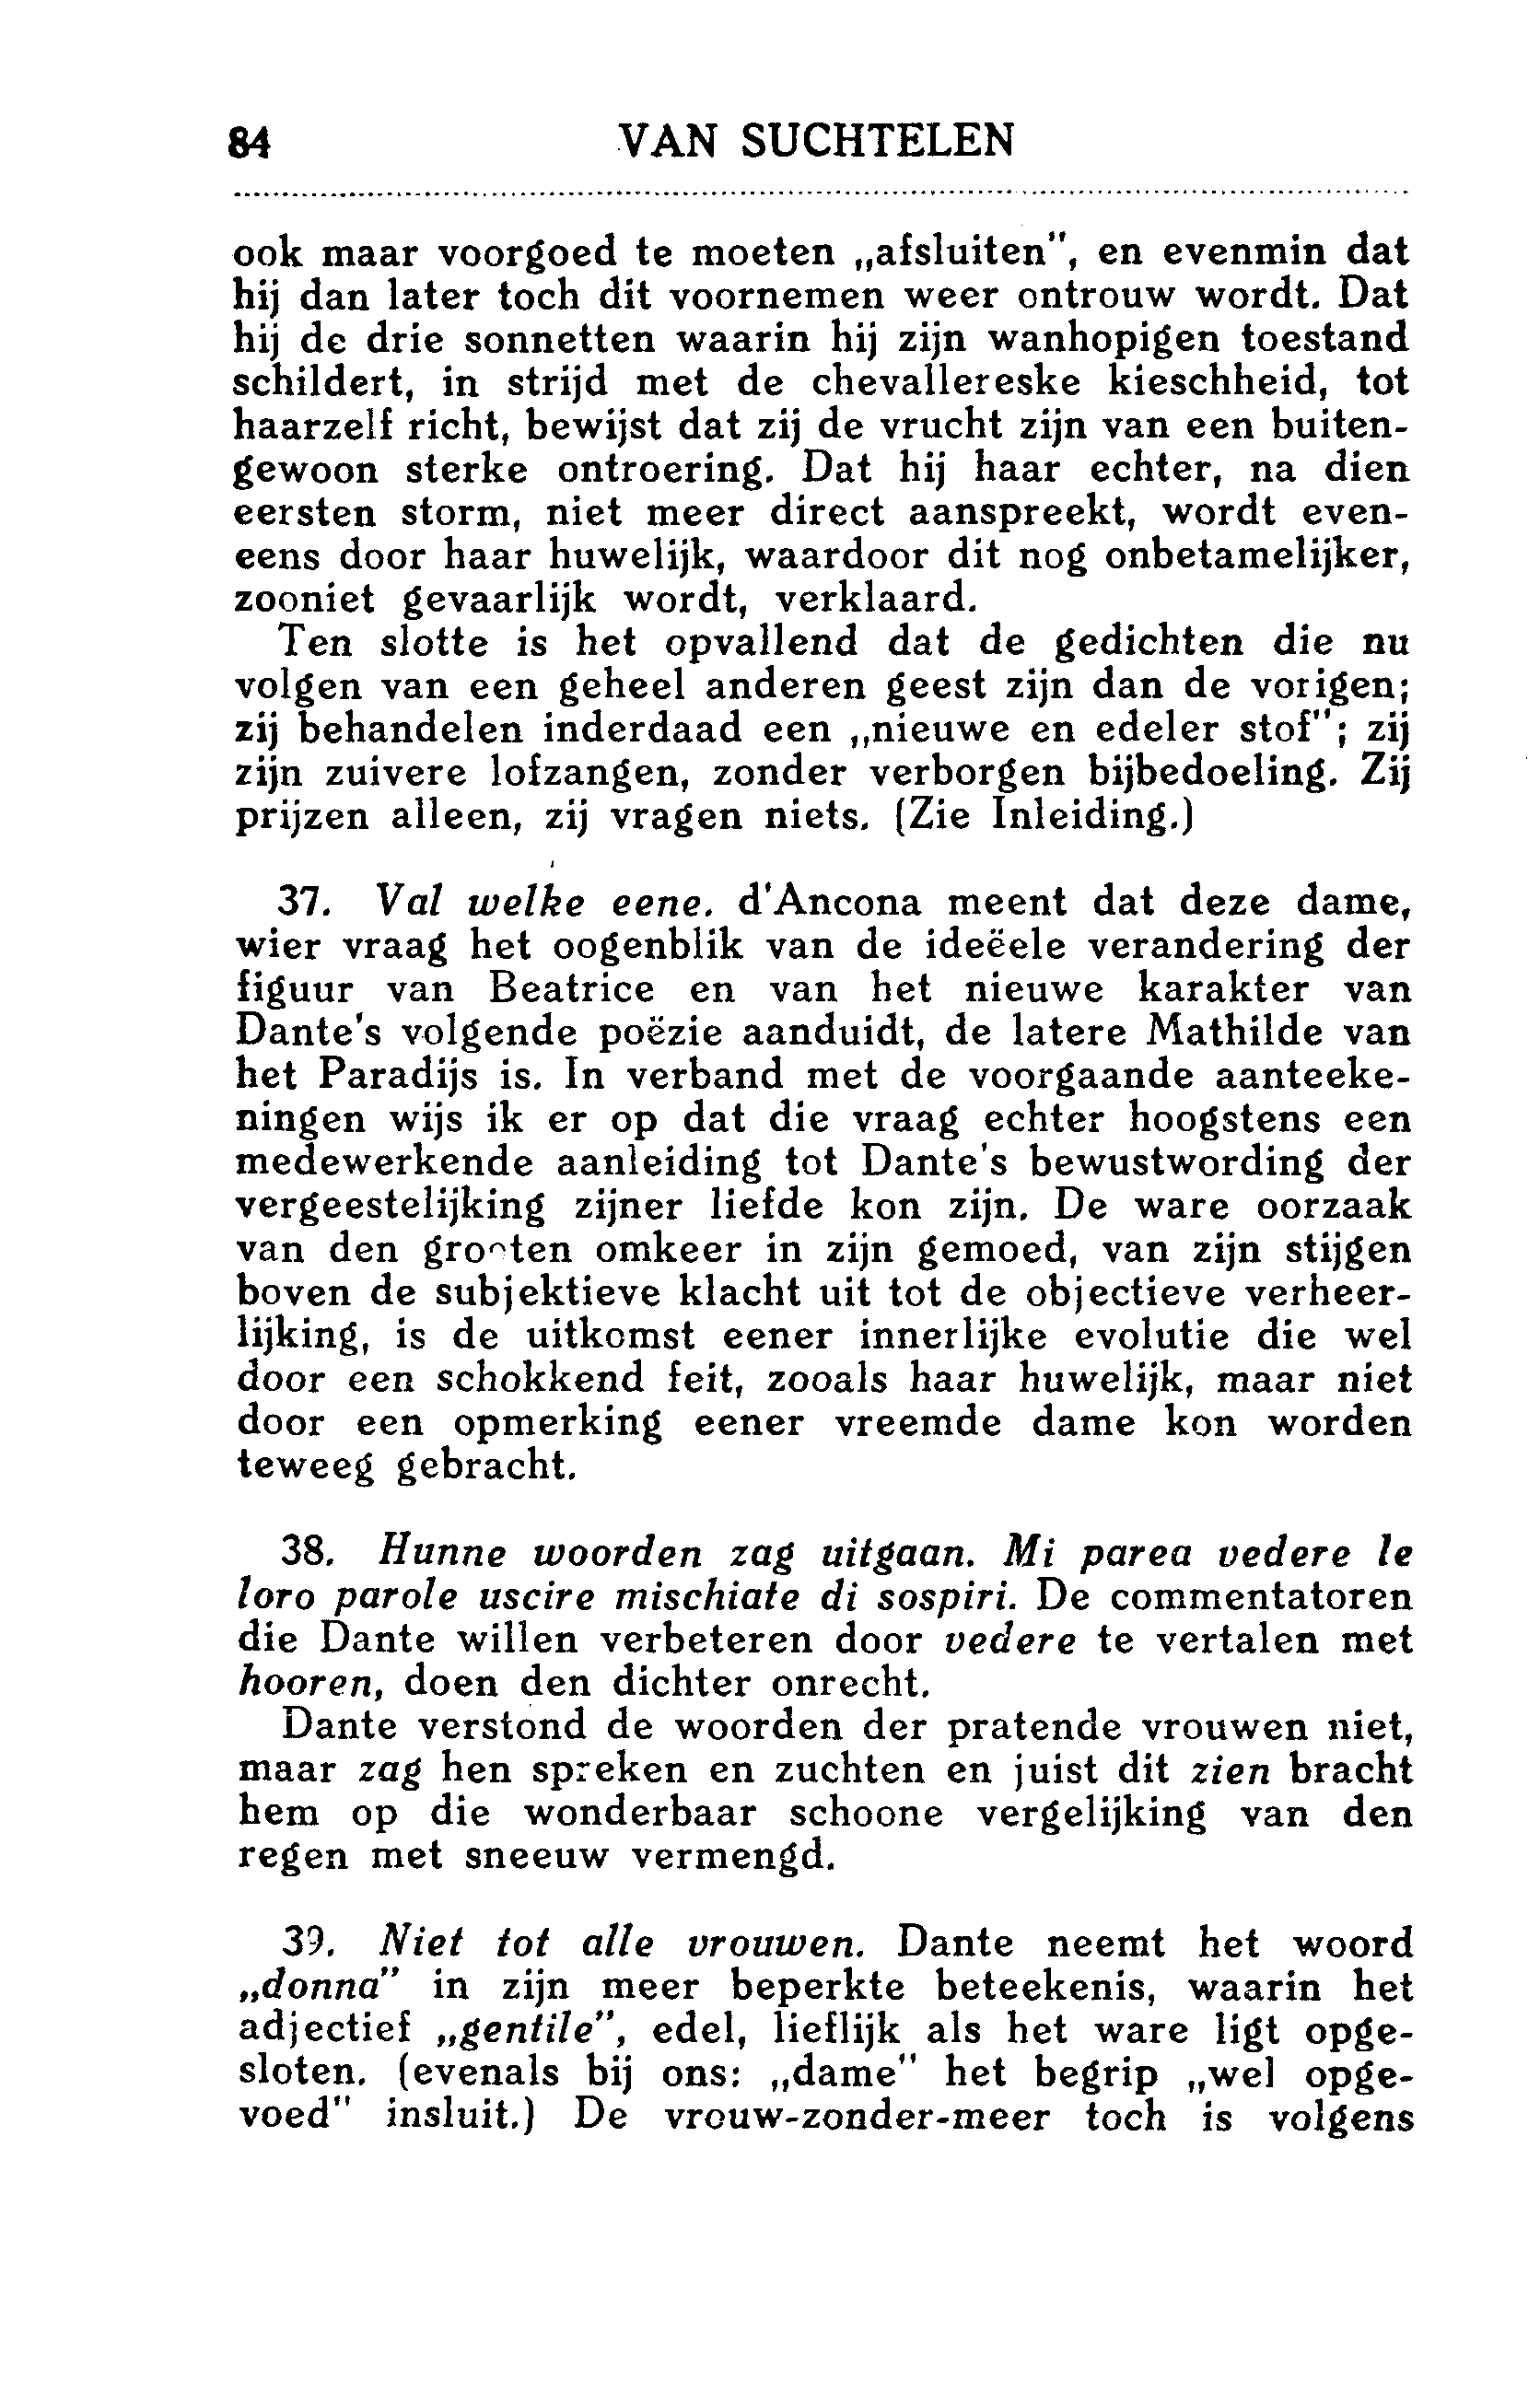 84 VAN SUCHTELEN
ook maar voorgoed te moeten „afsluiten", en evenmin dat
hij dan later toch dit voornemen weer ontrouw wordt. Dat
hij de drie sonnetten waarin hij zijn wanhopigen toestand
schildert, in strijd met de chevallereske kieschheid, tot
haarzelf richt, bewijst dat zij de vrucht zijn van een buiten-
gewoon sterke ontroering. Dat hij haar echter, na dien
eersten storm, niet meer direct aanspreekt, wordt even-
eens door haar huwelijk, waardoor dit nog onbetamelijker,
zooniet gevaarlijk wordt, verklaard.
Ten slotte is het opvallend dat de gedichten die nu
volgen van een geheel anderen geest zijn dan de vorigen;
zij behandelen inderdaad een „nieuwe en edeler stof"; zij
zijn zuivere lofzangen, zonder verborgen bijbedoeling. Zij
prijzen alleen, zij vragen niets. (Zie Inleiding.)
37. Val welke eene. d'Ancona meent dat deze dame,
wier vraag het oogenblik van de ideëele verandering der
figuur van Beatrice en van het nieuwe karakter van
Dante's volgende poëzie aanduidt, de latere Mathilde van
het Paradijs is. In verband met de voorgaande aanteeke-
ningen wijs ik er op dat die vraag echter hoogstens een
medewerkende aanleiding tot Dante's bewustwording der
vergeestelijking zijner liefde kon zijn. De ware oorzaak
van den grooten omkeer in zijn gemoed, van zijn stijgen
boven de subjektieve klacht uit tot de objectieve verheer-
lijking, is de uitkomst eener innerlijke evolutie die wel
door een schokkend feit, zooals haar huwelijk, maar niet
door een opmerking eener vreemde dame kon worden
teweeg gebracht.
38. Hunne woorden zag uitgaan. Mi parea vedere le
loro parole uscire mischiate di sospiri. De commentatoren
die Dante willen verbeteren door vedere te vertalen met
hooren, doen den dichter onrecht.
Dante verstond de woorden der pratende vrouwen niet,
maar zag hen spreken en zuchten en juist dit zien bracht
hem op die wonderbaar schoone vergelijking van den
regen met sneeuw vermengd.
39. Niet tot alle vrouwen. Dante neemt het woord
„donna" in zijn meer beperkte beteekenis, waarin het
adjectief „gentile", edel, lieflijk als het ware ligt opge-
sloten. (evenals bij ons: „dame" het begrip „wel opge-
voed" insluit.) De vrouw-zonder-meer toch is volgens